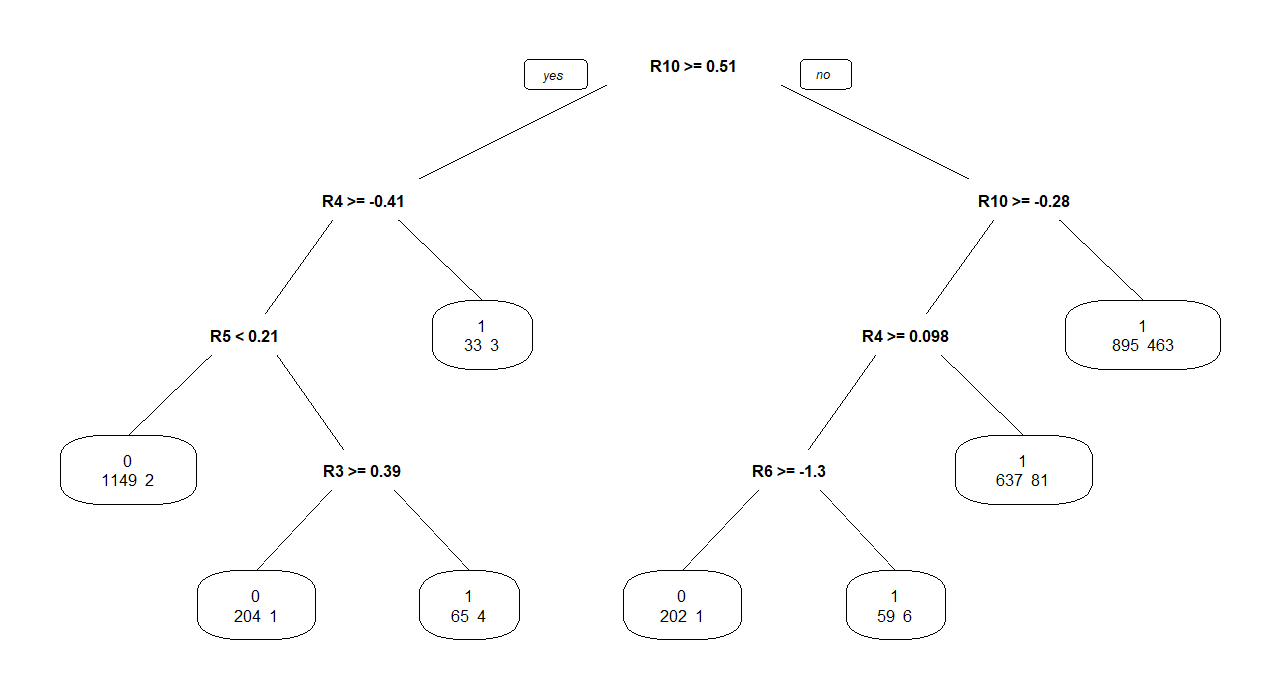 yes
R10 >= 0.51
no
R4 >= -0.41
R10 >= -0.28
R5 < 0.21
1
33 3
R4 >= 0.098
1
895 463
0
1149 2
R3 >= 0.39
R6 >= -1.3
1
637 81
0
204 1
1
65 4
0
202 1
1
59 6